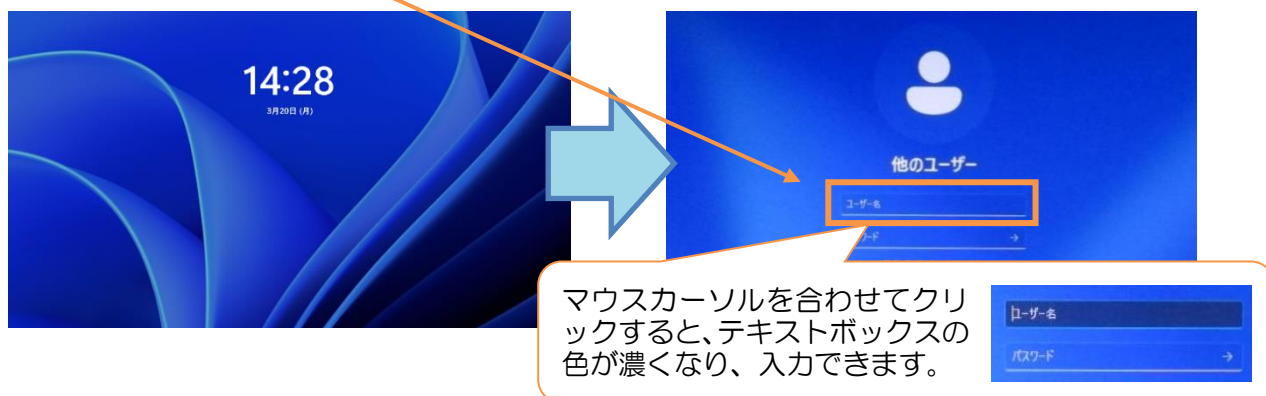 14:28
3月20日 (月)
他のユーザー
ユーザー名
ワード →
マウスカーソルを合わせてクリ
ックすると、テキストボックスの
色が濃くなり、入力できます。
ユーザー名
パスワード →